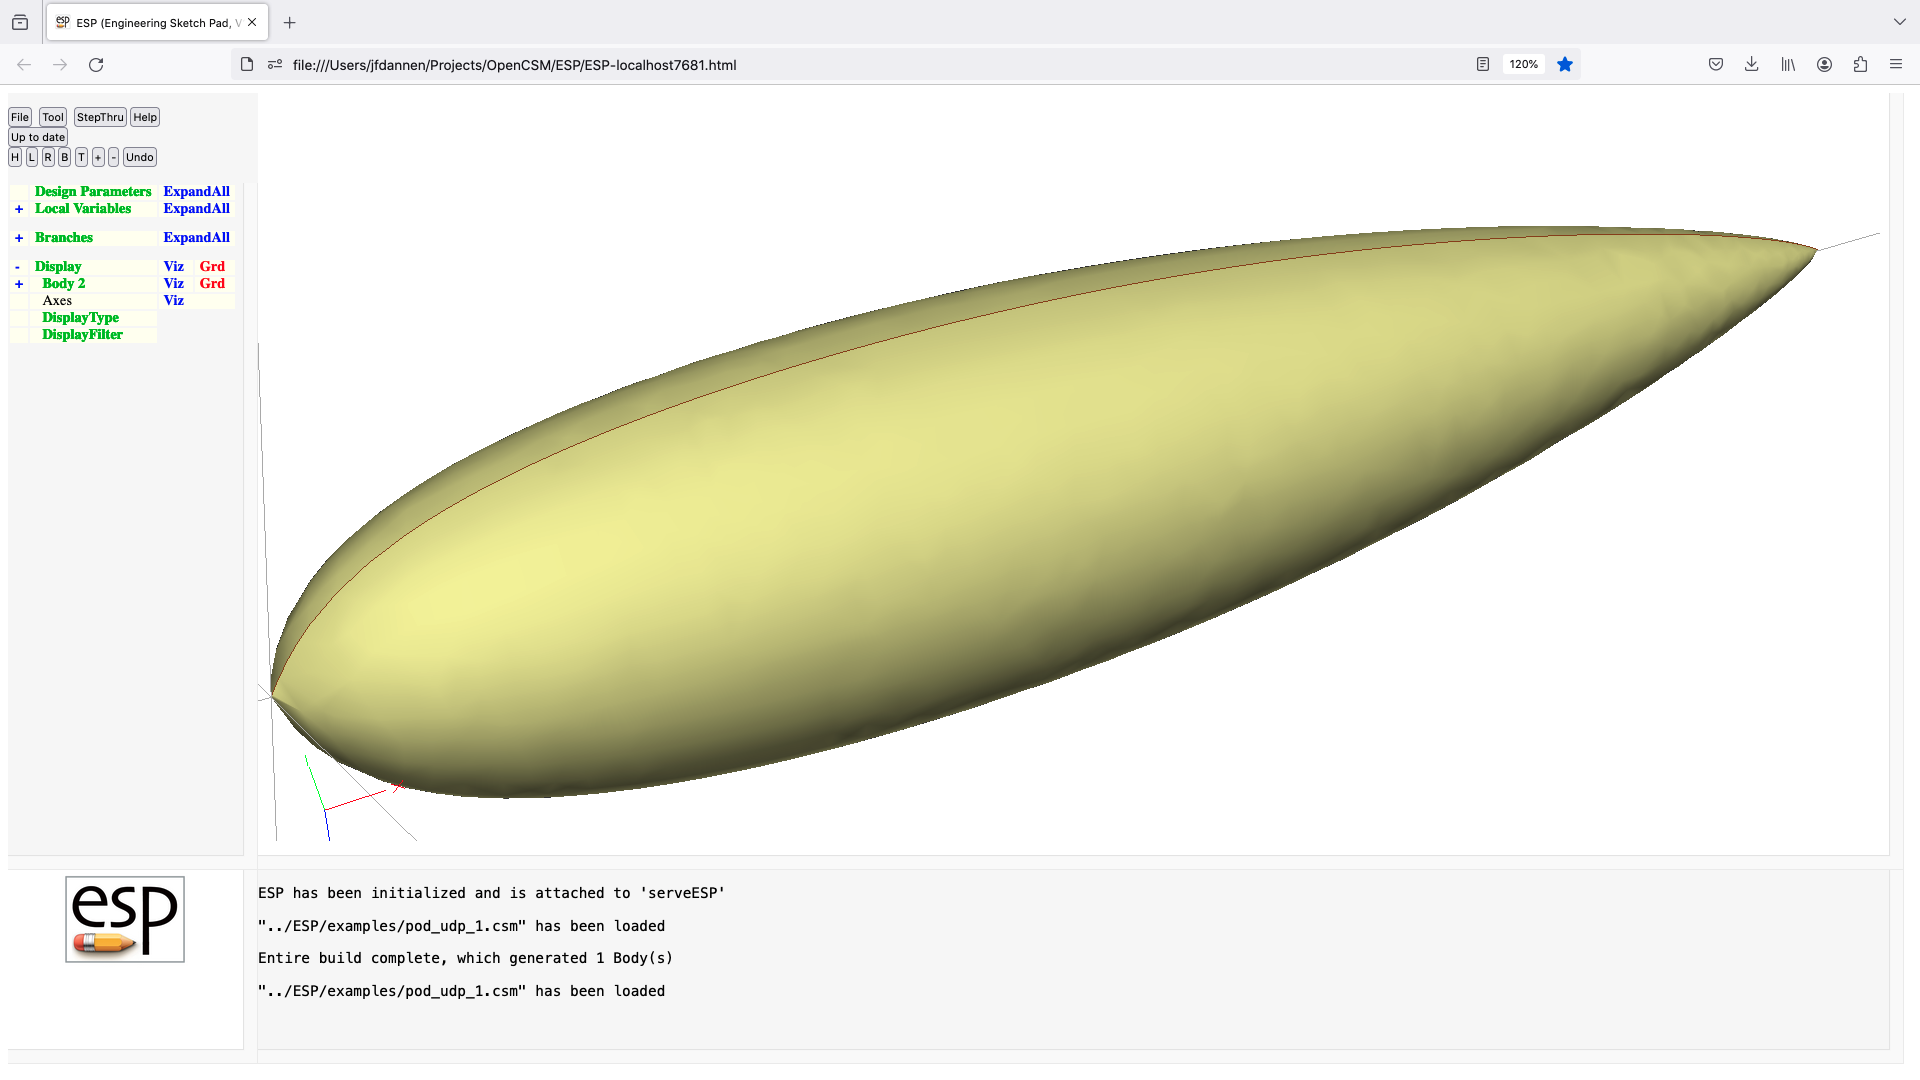 ESP (Engineering Sketch Pad, V
file:///Users/jfdannen/Projects/OpenCSM/ESP/ESP-localhost7681.html 120%
File Tool StepThru Help
Up to date
H L R B T + - Undo
Design Parameters ExpandAll
+ Local Variables ExpandAll
+ Branches ExpandAll
- Display Viz Grd
+ Body 2 Viz Grd
Axes Viz
DisplayType
DisplayFilter
X
esp
ESP has been initialized and is attached to 'serveESP'
"../ESP/examples/pod_udp_1.csm" has been loaded
Entire build complete, which generated 1 Body(s)
"../ESP/examples/pod_udp_1.csm" has been loaded